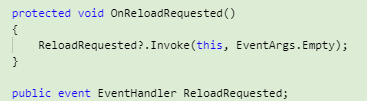 protected void OnReloadRequested()
{
    ReloadRequested?.Invoke(this, EventArgs.Empty);
}
public event EventHandler ReloadRequested;